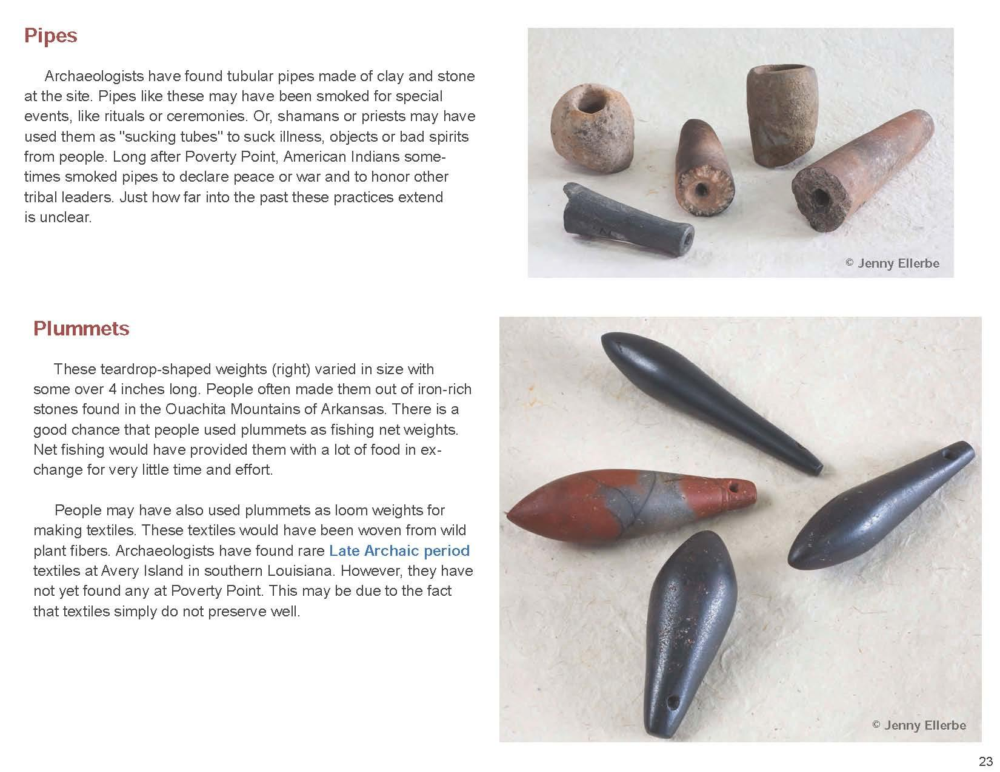 Pipes
Archaeologists have found tubular pipes made of clay and stone
at the site. Pipes like these may have been smoked for special
events, like rituals or ceremonies. Or, shamans or priests may have
used them as "sucking tubes" to suck illness, objects or bad spirits
from people. Long after Poverty Point, American Indians some-
times smoked pipes to declare peace or war and to honor other
tribal leaders. Just how far into the past these practices extend
is unclear.
© Jenny Ellerbe
Plummets
These teardrop-shaped weights (right) varied in size with
some over 4 inches long. People often made them out of iron-rich
stones found in the Ouachita Mountains of Arkansas. There is a
good chance that people used plummets as fishing net weights.
Net fishing would have provided them with a lot of food in ex-
change for very little time and effort.
People may have also used plummets as loom weights for
making textiles. These textiles would have been woven from wild
plant fibers. Archaeologists have found rare Late Archaic period
textiles at Avery Island in southern Louisiana. However, they have
not yet found any at Poverty Point. This may be due to the fact
that textiles simply do not preserve well.
© Jenny Ellerbe
23